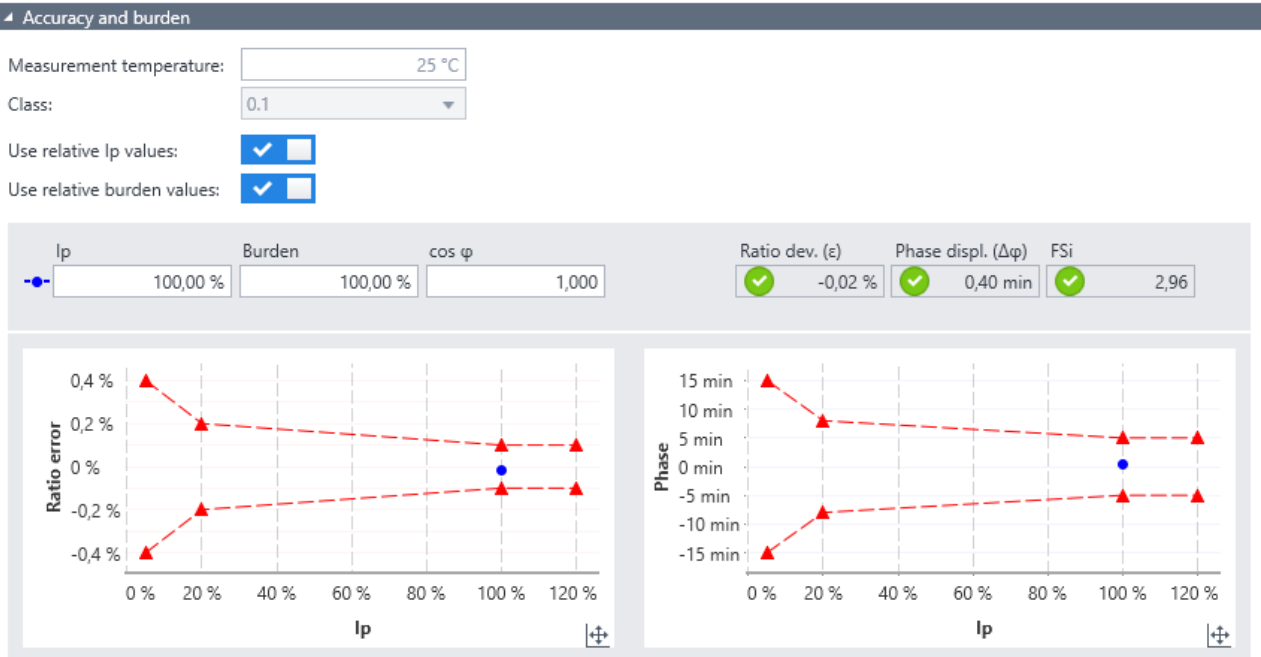 Accuracy and burden
Measurement temperature: 25 °C
Class: 0.1
Use relative Ip values:
Use relative burden values:
Ip Burden cos φ Ratio dev. (ε) Phase displ. (Δφ) FSi
100,00 % 100,00 % 1,000 -0,02 % 0,40 min 2,96
Ratio error
0,4 %
0,2 %
0 %
-0,2 %
-0,4 %
0 % 20 % 40 % 60 % 80 % 100 % 120 %
Ip
Phase
15 min
10 min
5 min
0 min
-5 min
-10 min
-15 min
0 % 20 % 40 % 60 % 80 % 100 % 120 %
Ip